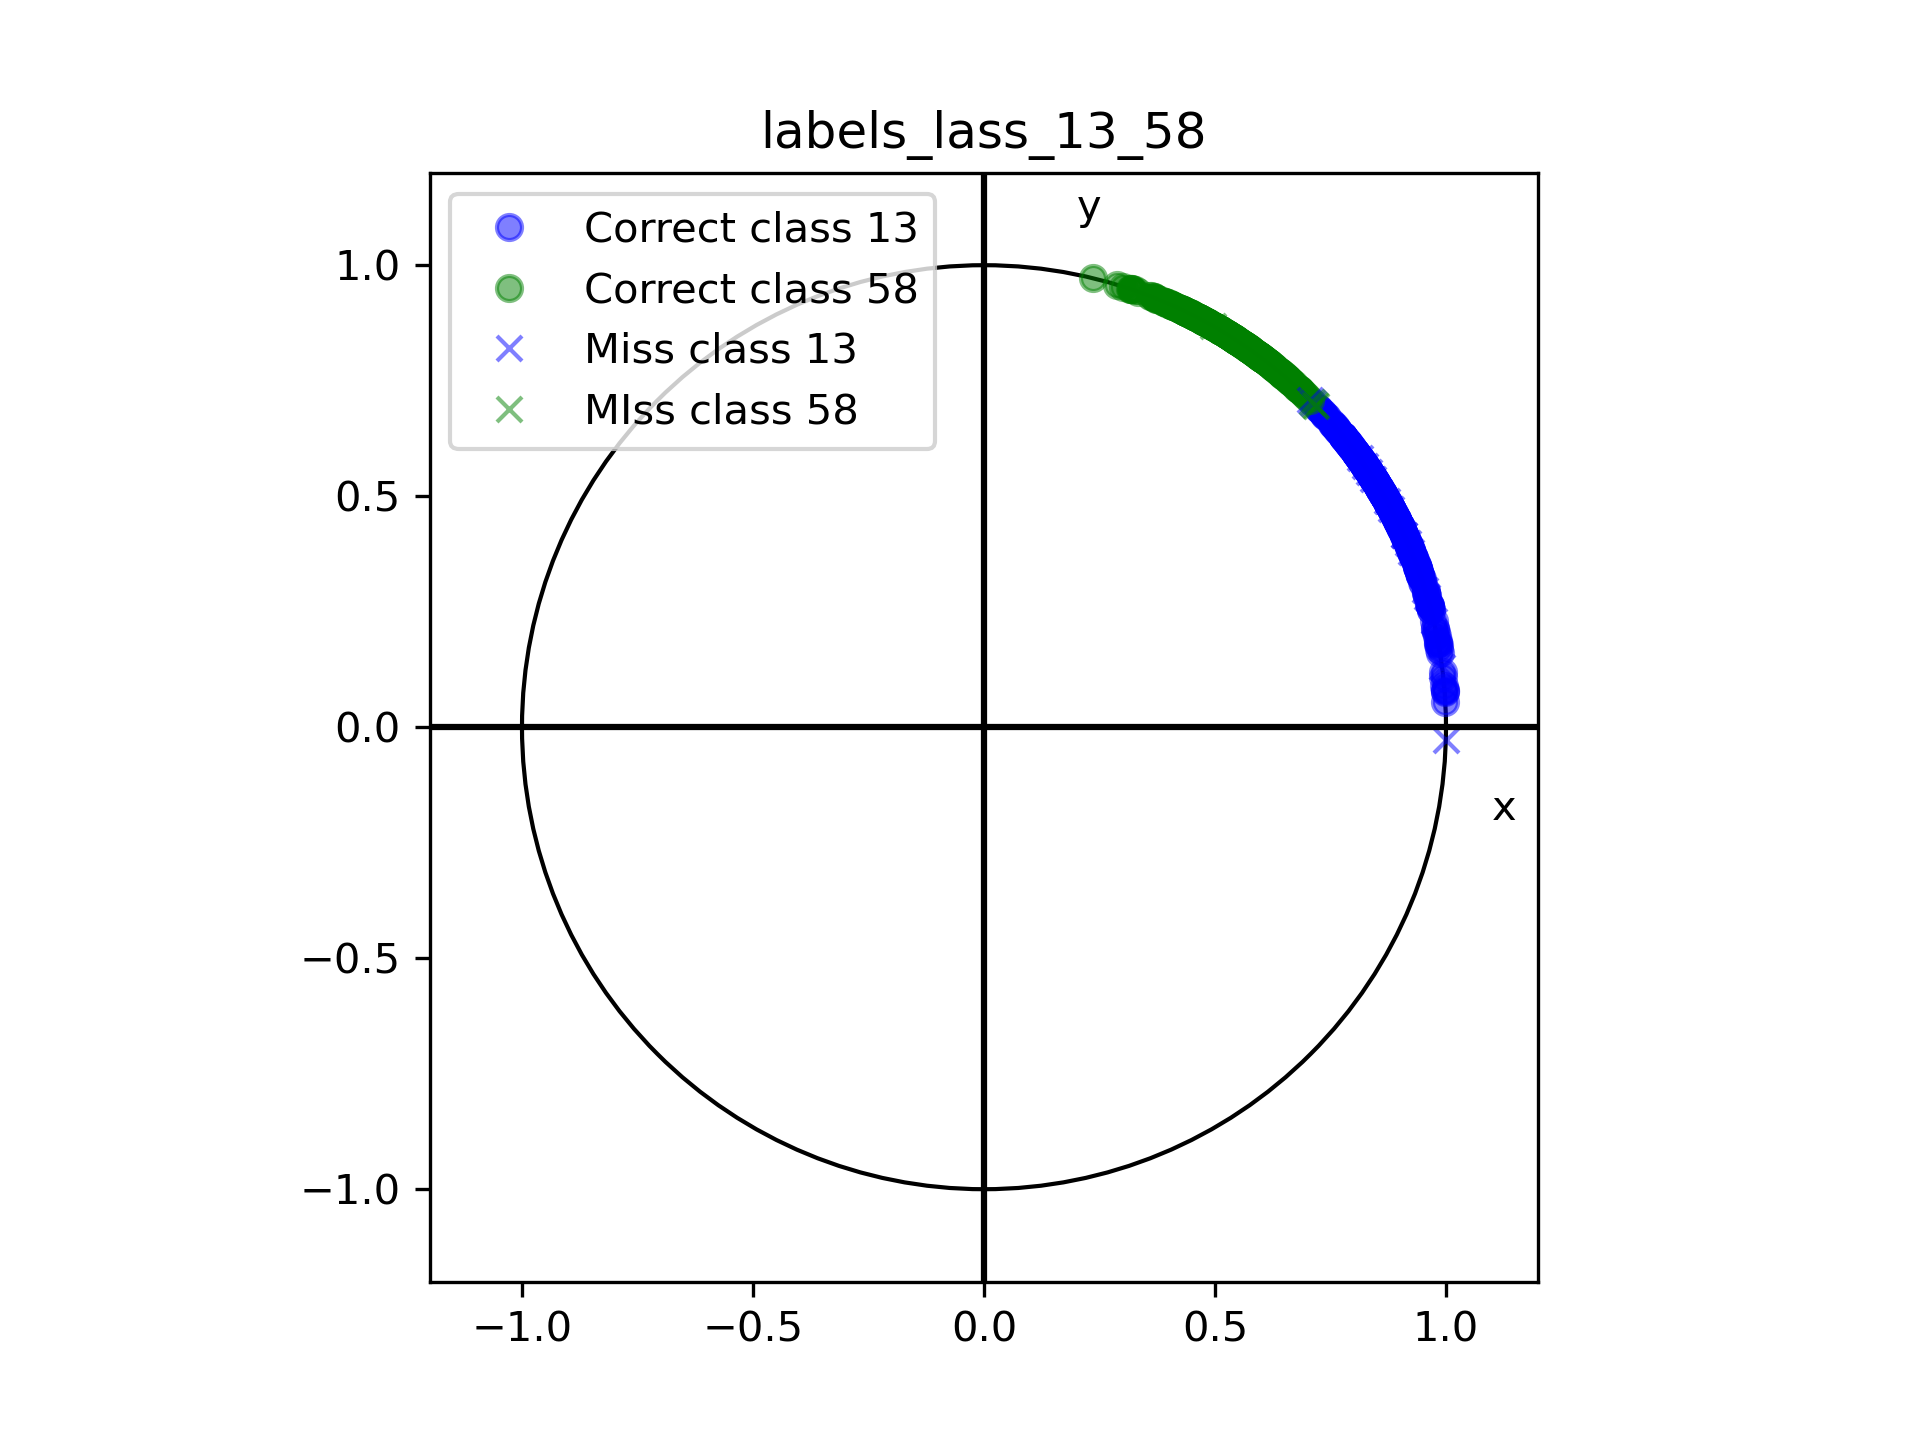 labels_lass_13_58
Correct class 13
Correct class 58
Miss class 13
MIss class 58
y
x
1.0
0.5
0.0
−0.5
−1.0
−1.0
−0.5
0.0
0.5
1.0